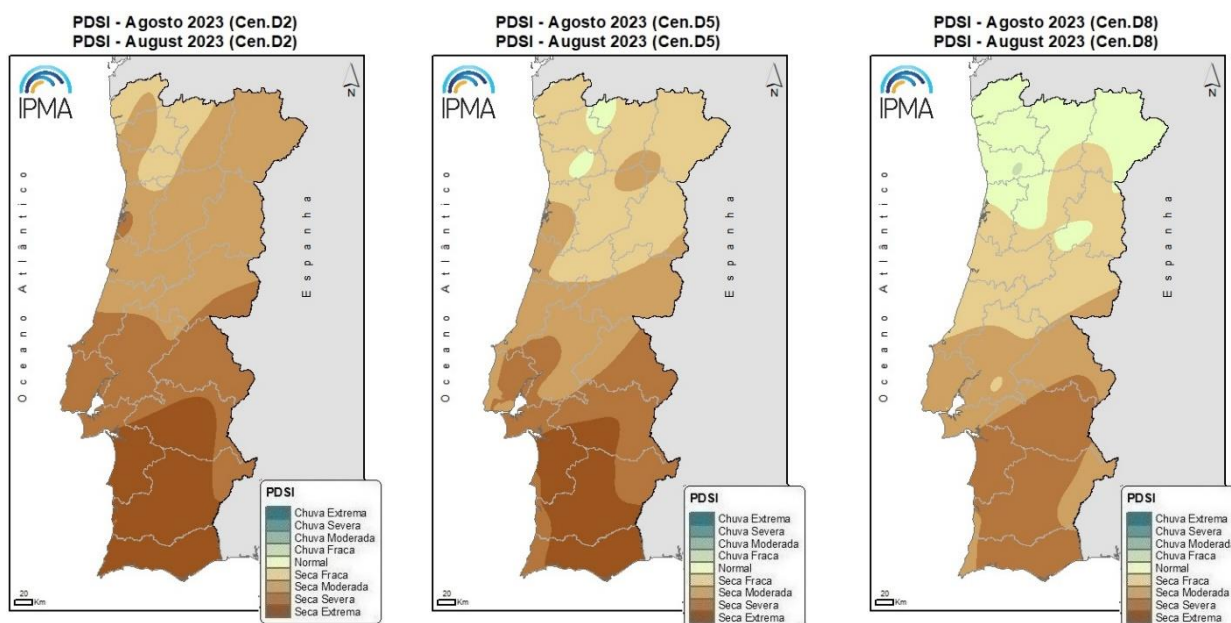 PDSI - Agosto 2023 (Cen.D2)
PDSI - August 2023 (Cen.D2)
IPMA
N
Oceano Atlântico
Espanha
20
Km
PDSI
Chuva Extrema
Chuva Severa
Chuva Moderada
Chuva Fraca
Normal
Seca Fraca
Seca Moderada
Seca Severa
Seca Extrema
PDSI - Agosto 2023 (Cen.D5)
PDSI - August 2023 (Cen.D5)
IPMA
N
Oceano Atlântico
Espanha
20
Km
PDSI
Chuva Extrema
Chuva Severa
Chuva Moderada
Chuva Fraca
Normal
Seca Fraca
Seca Moderada
Seca Severa
Seca Extrema
PDSI - Agosto 2023 (Cen.D8)
PDSI - August 2023 (Cen.D8)
IPMA
N
Oceano Atlântico
Espanha
20
Km
PDSI
Chuva Extrema
Chuva Severa
Chuva Moderada
Chuva Fraca
Normal
Seca Fraca
Seca Moderada
Seca Severa
Seca Extrema